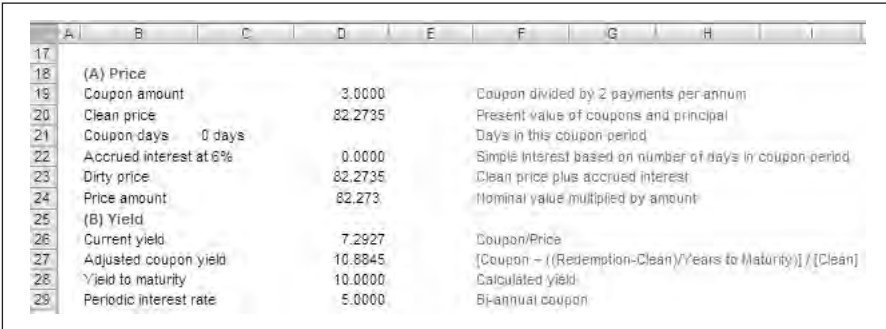 A B C D E F G H I
17
18 (A) Price
19 Coupon amount 3.0000 Coupon divided by 2 payments per annum
20 Clean price 82.2735 Present value of coupons and principal
21 Coupon days 0 days Days in this coupon period
22 Accrued interest at 6% 0.0000 Simple interest based on number of days in coupon period
23 Dirty price 82.2735 Clean price plus accrued interest
24 Price amount 82.273 Nominal value multiplied by amount
25 (B) Yield
26 Current yield 7.2927 Coupon/Price
27 Adjusted coupon yield 10.8845 [Coupon – ((Redemption-Clean)/Years to Maturity)] / [Clean]
28 Yield to maturity 10.0000 Calculated yield
29 Periodic interest rate 5.0000 Bi-annual coupon